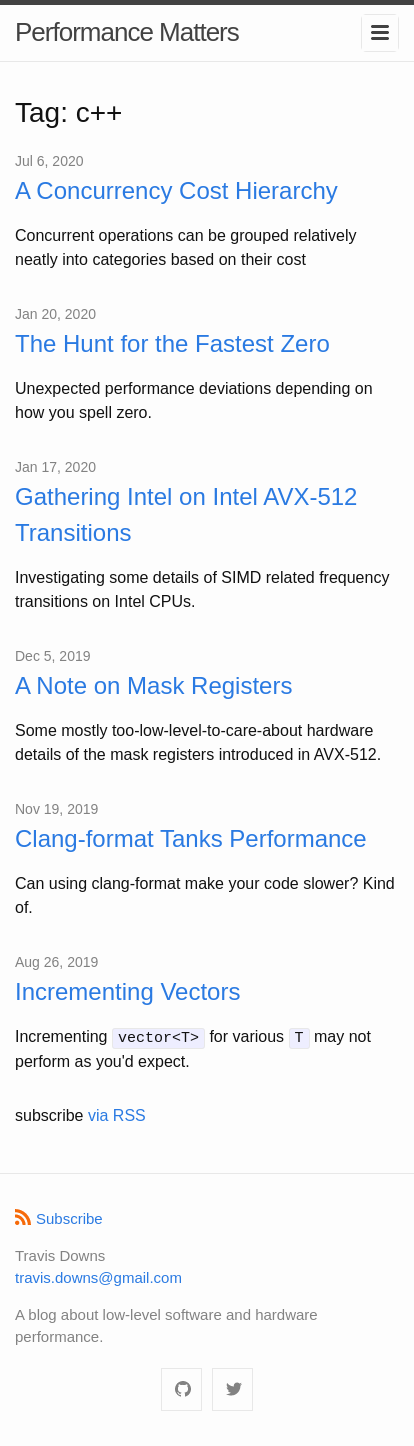 Performance Matters
Tag: c++
Jul 6, 2020
A Concurrency Cost Hierarchy
Concurrent operations can be grouped relatively
neatly into categories based on their cost
Jan 20, 2020
The Hunt for the Fastest Zero
Unexpected performance deviations depending on
how you spell zero.
Jan 17, 2020
Gathering Intel on Intel AVX-512
Transitions
Investigating some details of SIMD related frequency
transitions on Intel CPUs.
Dec 5, 2019
A Note on Mask Registers
Some mostly too-low-level-to-care-about hardware
details of the mask registers introduced in AVX-512.
Nov 19, 2019
Clang-format Tanks Performance
Can using clang-format make your code slower? Kind
of.
Aug 26, 2019
Incrementing Vectors
Incrementing vector<T> for various T may not
perform as you'd expect.
subscribe via RSS
Subscribe
Travis Downs
travis.downs@gmail.com
A blog about low-level software and hardware
performance.